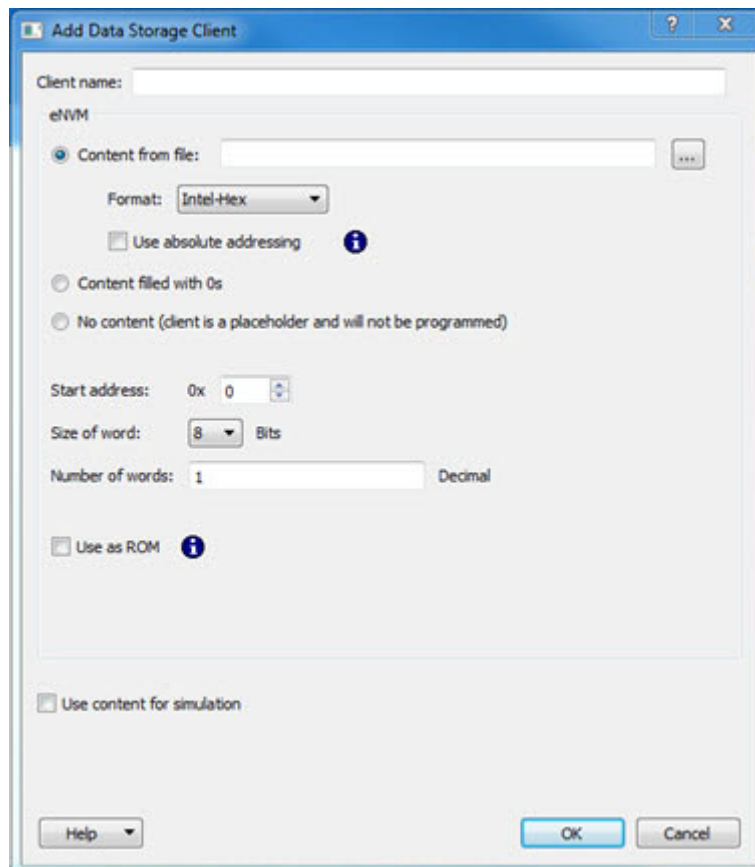 Add Data Storage Client
Client name:
eNVM
Content from file:
...
Format: Intel-Hex
Use absolute addressing
Content filled with 0s
No content (client is a placeholder and will not be programmed)
Start address: 0x 0
Size of word: 8 Bits
Number of words: 1 Decimal
Use as ROM
Use content for simulation
Help OK Cancel